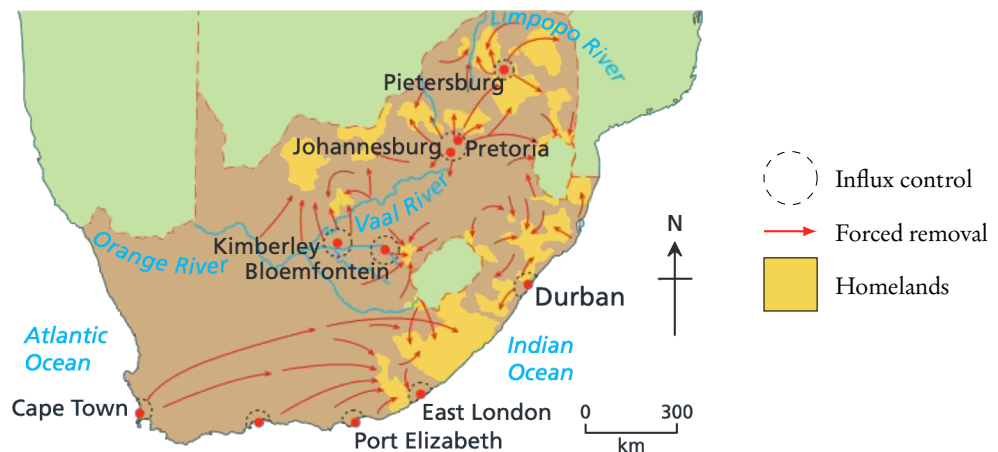 Limpopo River
Pietersburg
Johannesburg
Pretoria
Vaal River
Kimberley
Orange River
Bloemfontein
Durban
Atlantic
Ocean
Indian
Ocean
Cape Town
East London
Port Elizabeth
N
0 300
km
Influx control
Forced removal
Homelands